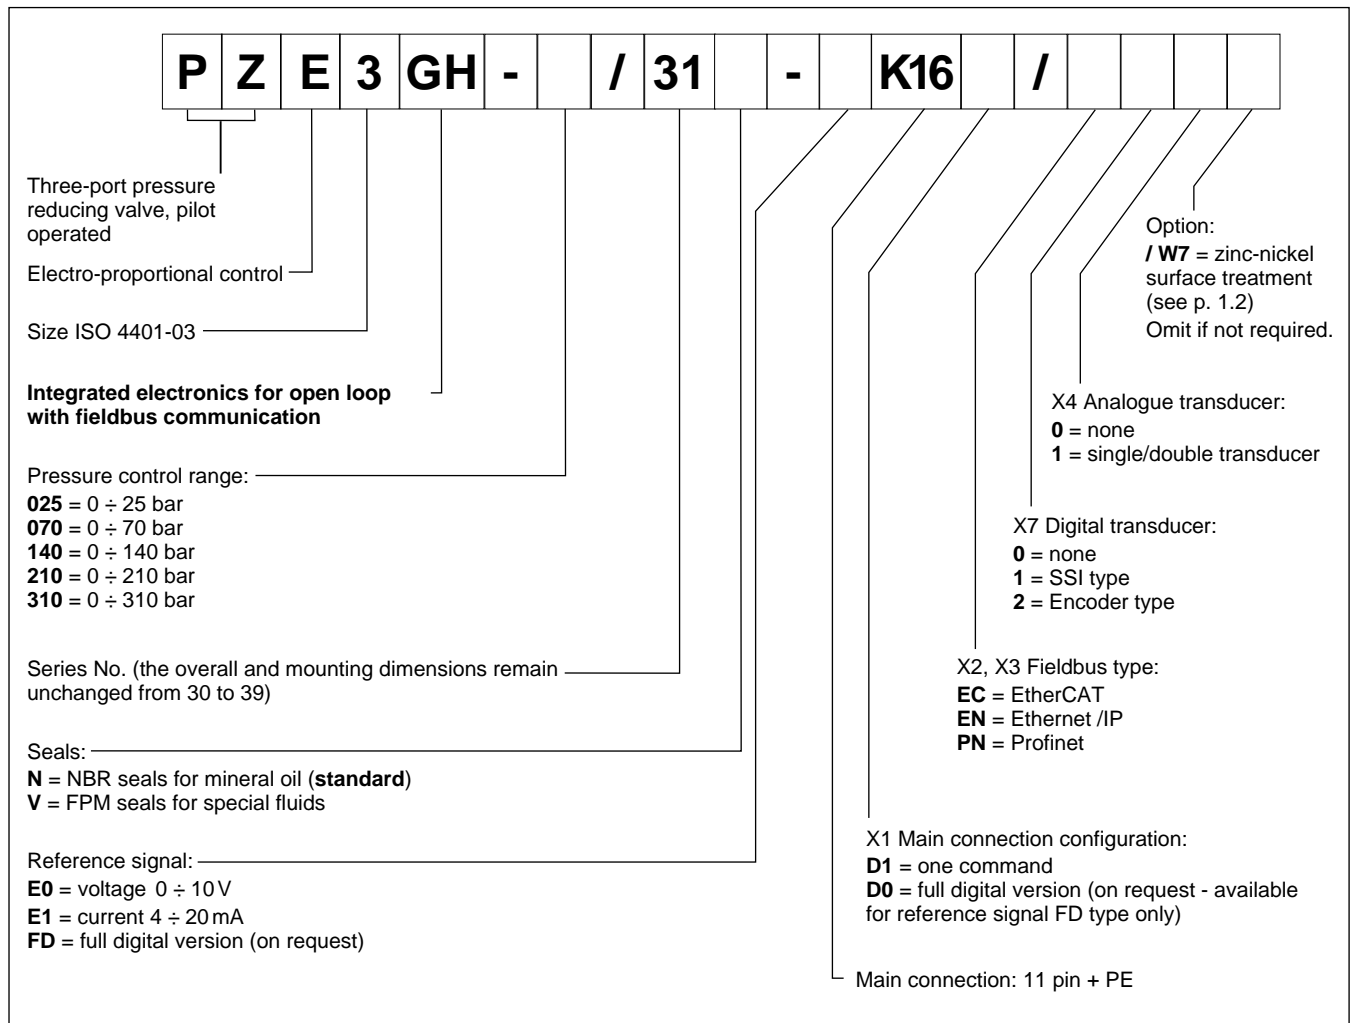 P Z E 3 GH - / 31 - K16 /
Three-port pressure
reducing valve, pilot
operated
Electro-proportional control
Size ISO 4401-03
Integrated electronics for open loop
with fieldbus communication
Pressure control range:
025 = 0 ÷ 25 bar
070 = 0 ÷ 70 bar
140 = 0 ÷ 140 bar
210 = 0 ÷ 210 bar
310 = 0 ÷ 310 bar
Series No. (the overall and mounting dimensions remain
unchanged from 30 to 39)
Seals:
N = NBR seals for mineral oil (standard)
V = FPM seals for special fluids
Reference signal:
E0 = voltage 0 ÷ 10 V
E1 = current 4 ÷ 20 mA
FD = full digital version (on request)
Option:
/ W7 = zinc-nickel
surface treatment
(see p. 1.2)
Omit if not required.
X4 Analogue transducer:
0 = none
1 = single/double transducer
X7 Digital transducer:
0 = none
1 = SSI type
2 = Encoder type
X2, X3 Fieldbus type:
EC = EtherCAT
EN = Ethernet /IP
PN = Profinet
X1 Main connection configuration:
D1 = one command
D0 = full digital version (on request - available
for reference signal FD type only)
Main connection: 11 pin + PE